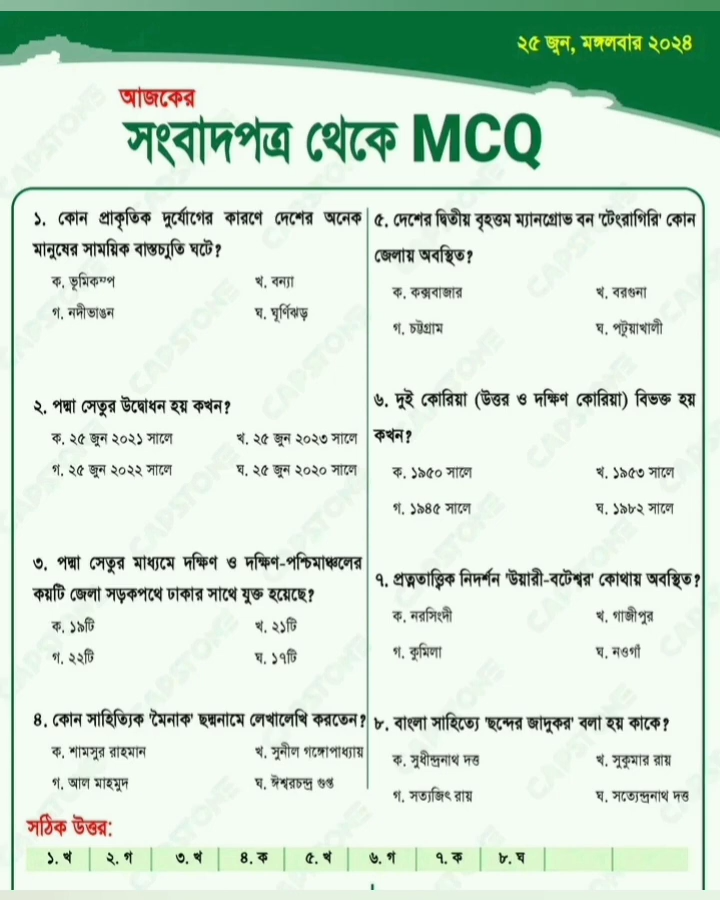 ২৫ জুন, মঙ্গলবার ২০২৪
আজকের
সংবাদপত্র থেকে MCQ
১. কোন প্রাকৃতিক দুর্যোগের কারণে দেশের অনেক
মানুষের সাময়িক বাস্তচ্যুতি ঘটে?
ক. ভূমিকম্প খ. বন্যা
গ. নদীভাঙন ঘ. ঘূর্ণিঝড়
২. পদ্মা সেতুর উদ্বোধন হয় কখন?
ক. ২৫ জুন ২০২১ সালে খ. ২৫ জুন ২০২৩ সালে
গ. ২৫ জুন ২০২২ সালে ঘ. ২৫ জুন ২০২০ সালে
৩. পদ্মা সেতুর মাধ্যমে দক্ষিণ ও দক্ষিণ-পশ্চিমাঞ্চলের
কয়টি জেলা সড়কপথে ঢাকার সাথে যুক্ত হয়েছে?
ক. ১৯টি খ. ২১টি
গ. ২২টি ঘ. ১৭টি
৪. কোন সাহিত্যিক 'মৈনাক' ছদ্মনামে লেখালেখি করতেন?
ক. শামসুর রাহমান খ. সুনীল গঙ্গোপাধ্যায়
গ. আল মাহমুদ ঘ. ঈশ্বরচন্দ্র গুপ্ত
৫. দেশের দ্বিতীয় বৃহত্তম ম্যানগ্রোভ বন 'টেংরাগিরি' কোন
জেলায় অবস্থিত?
ক. কক্সবাজার খ. বরগুনা
গ. চট্টগ্রাম ঘ. পটুয়াখালী
৬. দুই কোরিয়া (উত্তর ও দক্ষিণ কোরিয়া) বিভক্ত হয়
কখন?
ক. ১৯৫০ সালে খ. ১৯৫৩ সালে
গ. ১৯৪৫ সালে ঘ. ১৯৮২ সালে
৭. প্রত্নতাত্ত্বিক নিদর্শন 'উয়ারী-বটেশ্বর' কোথায় অবস্থিত?
ক. নরসিংদী খ. গাজীপুর
গ. কুমিলা ঘ. নওগাঁ
৮. বাংলা সাহিত্যে 'ছন্দের জাদুকর' বলা হয় কাকে?
ক. সুধীন্দ্রনাথ দত্ত খ. সুকুমার রায়
গ. সত্যজিৎ রায় ঘ. সত্যেন্দ্রনাথ দত্ত
সঠিক উত্তর:
১. খ ২. গ ৩. খ ৪. ক ৫. খ ৬. গ ৭. ক ৮. ঘ